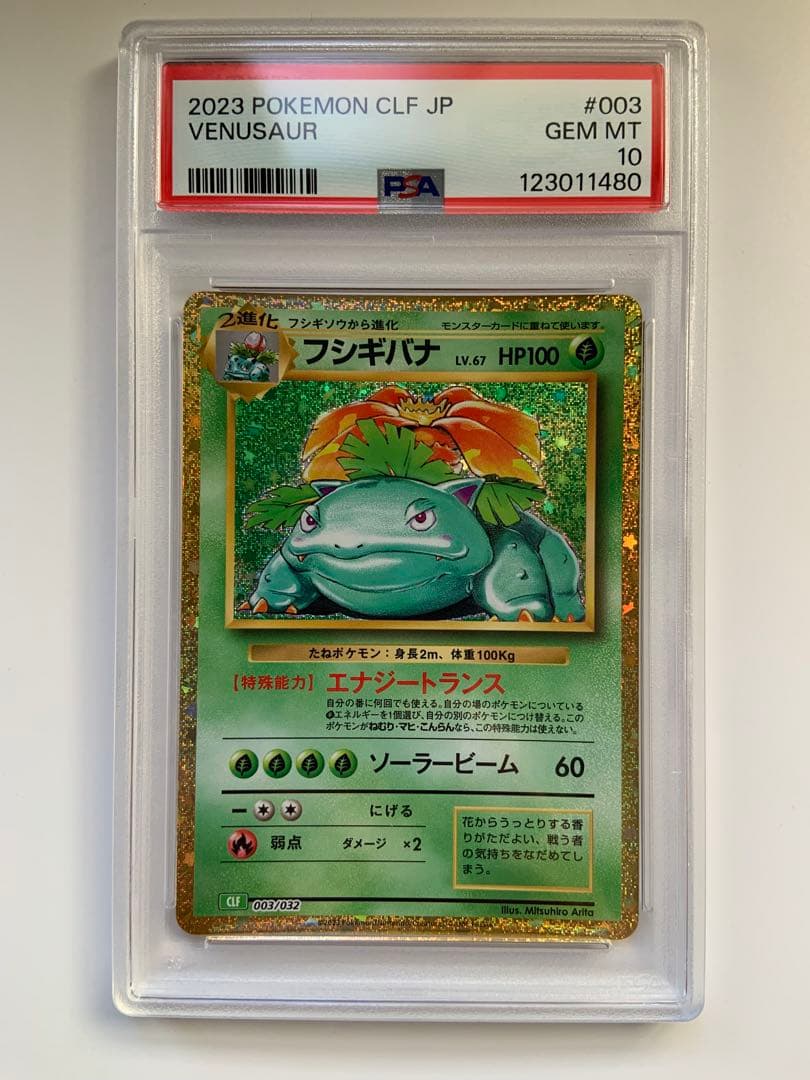 2023 POKEMON CLF JP #003
VENUSAUR GEM MT
10
PSA 123011480
2進化 フシギソウから進化 モンスターカードに重ねて使います
フシギバナ LV.67 HP100
たねポケモン:身長2m、体重100Kg
【特殊能力】エナジートランス
自分の番に何回でも使える。自分の場のポケモンについている
エネルギーを1個選び、自分の別のポケモンにつけ替える。この
ポケモンがねむり・マヒ・こんらんなら、この特殊能力は使えない。
ソーラービーム 60
ー にげる
弱点 ダメージ ×2
花からうっとりする香
りがただよい、戦う者
の気持ちをなだめてし
まう。
CLF 003/032
Illus. Mitsuhiro Arita